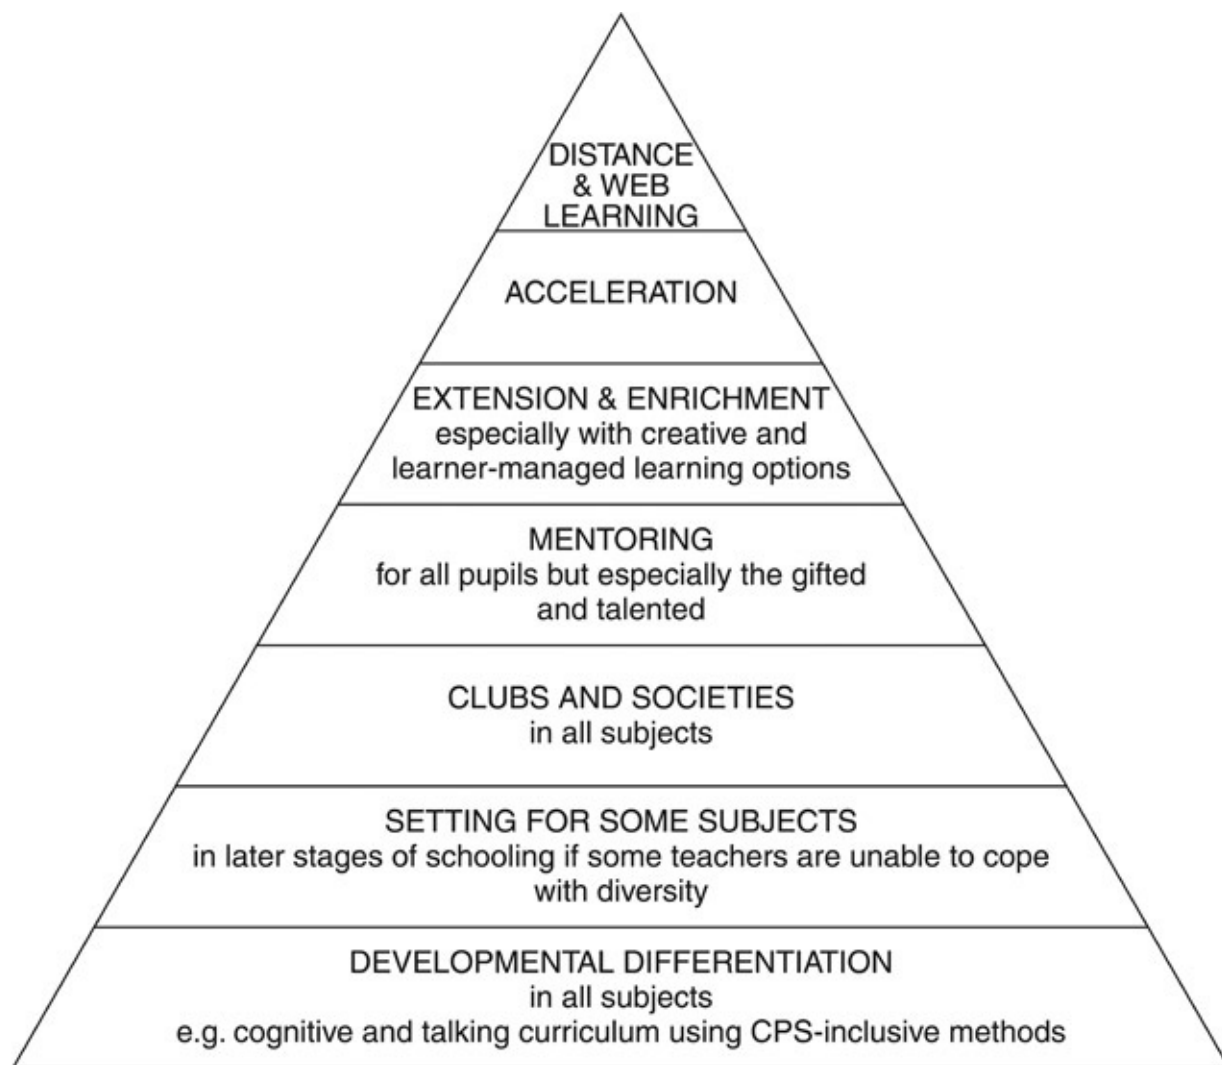 DISTANCE
& WEB
LEARNING
ACCELERATION
EXTENSION & ENRICHMENT
especially with creative and
learner-managed learning options
MENTORING
for all pupils but especially the gifted
and talented
CLUBS AND SOCIETIES
in all subjects
SETTING FOR SOME SUBJECTS
in later stages of schooling if some teachers are unable to cope
with diversity
DEVELOPMENTAL DIFFERENTIATION
in all subjects
e.g. cognitive and talking curriculum using CPS-inclusive methods